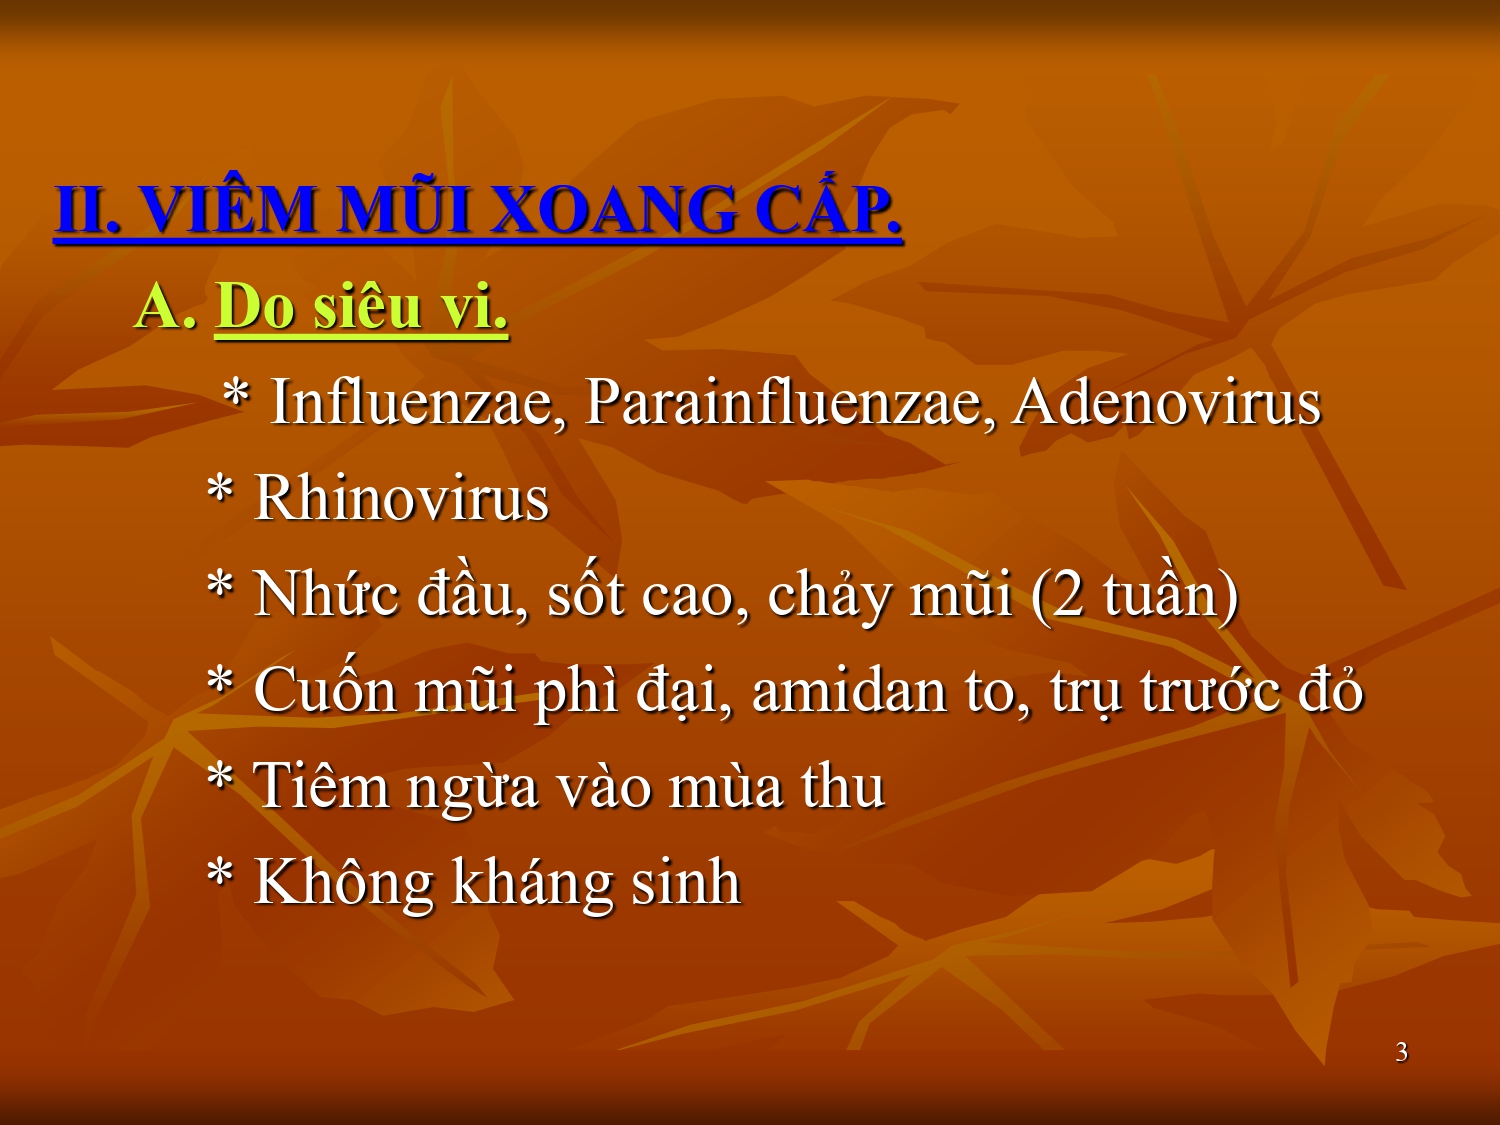 II. VIÊM MŨI XOANG CẤP.
A. Do siêu vi.
* Influenzae, Parainfluenzae, Adenovirus
* Rhinovirus
* Nhức đầu, sốt cao, chảy mũi (2 tuần)
* Cuốn mũi phì đại, amidan to, trụ trước đỏ
* Tiêm ngừa vào mùa thu
* Không kháng sinh
3